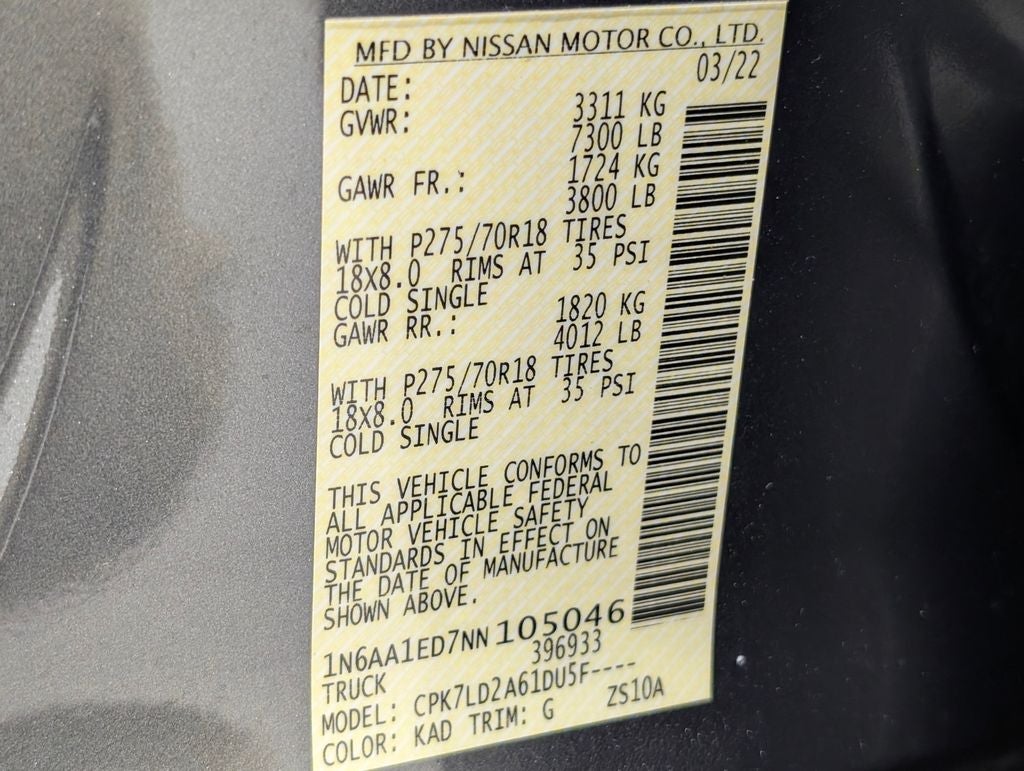 MFD BY NISSAN MOTOR CO., LTD.
DATE: 03/22
GVWR: 3311 KG
7300 LB
GAWR FR.: 1724 KG
3800 LB
WITH P275/70R18 TIRES
18X8.0 RIMS AT 35 PSI
COLD SINGLE
GAWR RR.: 1820 KG
4012 LB
WITH P275/70R18 TIRES
18X8.0 RIMS AT 35 PSI
COLD SINGLE
THIS VEHICLE CONFORMS TO
ALL APPLICABLE FEDERAL
MOTOR VEHICLE SAFETY
STANDARDS IN EFFECT ON
THE DATE OF MANUFACTURE
SHOWN ABOVE.
1N6AA1ED7NN 105046
TRUCK 396933
MODEL: CPK7LD2A61DU5F----
COLOR: KAD TRIM: G ZS10A